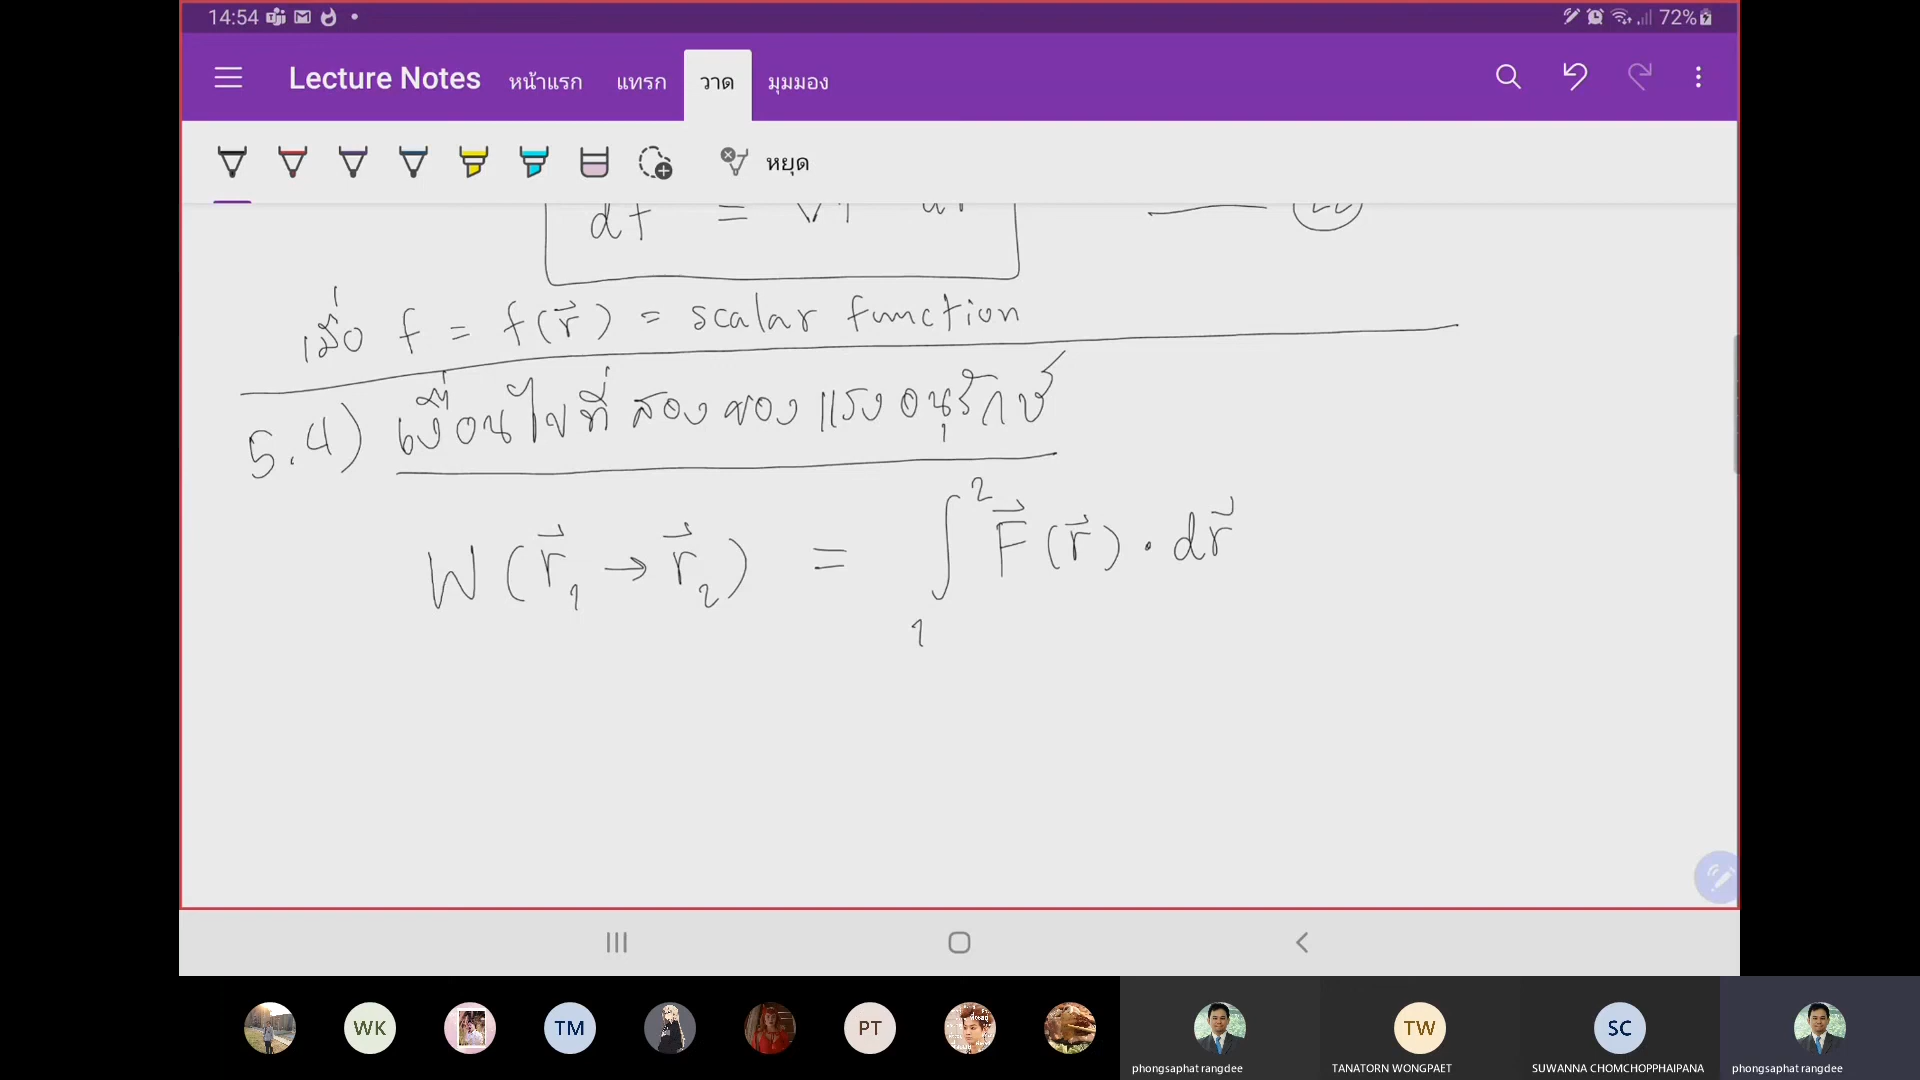 14:54
72%
Lecture Notes หน้าแรก แทรก วาด มุมมอง
หยุด
df = ∇f · dr 22
เมื่อ f = f(r⃗) = scalar function
5.4) เงื่อนไขที่สองของแรงอนุรักษ์
W(r⃗₁ → r⃗₂) = ∫₁² F⃗(r⃗) · dr⃗
WK TM PT TW SC
phongsaphat rangdee TANATORN WONGPAET SUWANNA CHOMCHOPPHAIPANA phongsaphat rangdee